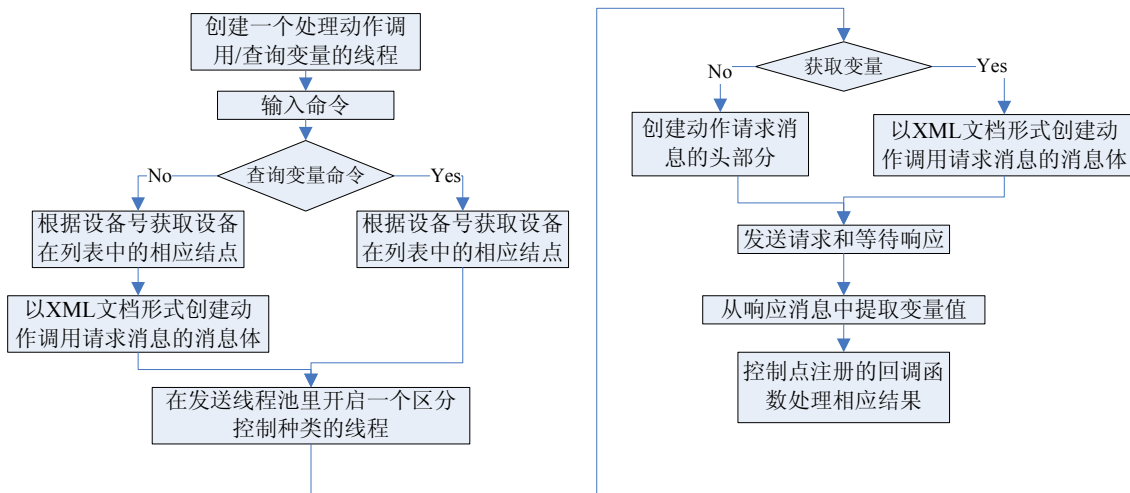 创建一个处理动作调
用/查询变量的线程
输入命令
查询变量命令
No
Yes
根据设备号获取设备
在列表中的相应结点
根据设备号获取设备
在列表中的相应结点
以XML文档形式创建动
作调用请求消息的消息体
在发送线程池里开启一个区分
控制种类的线程
获取变量
No
Yes
创建动作请求消
息的头部分
以XML文档形式创建动
作调用请求消息的消息体
发送请求和等待响应
从响应消息中提取变量值
控制点注册的回调函
数处理相应结果